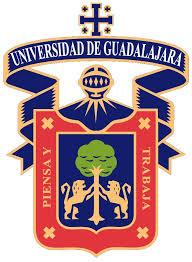 UNIVERSIDAD DE GUADALAJARA
PIENSA Y
TRABAJA